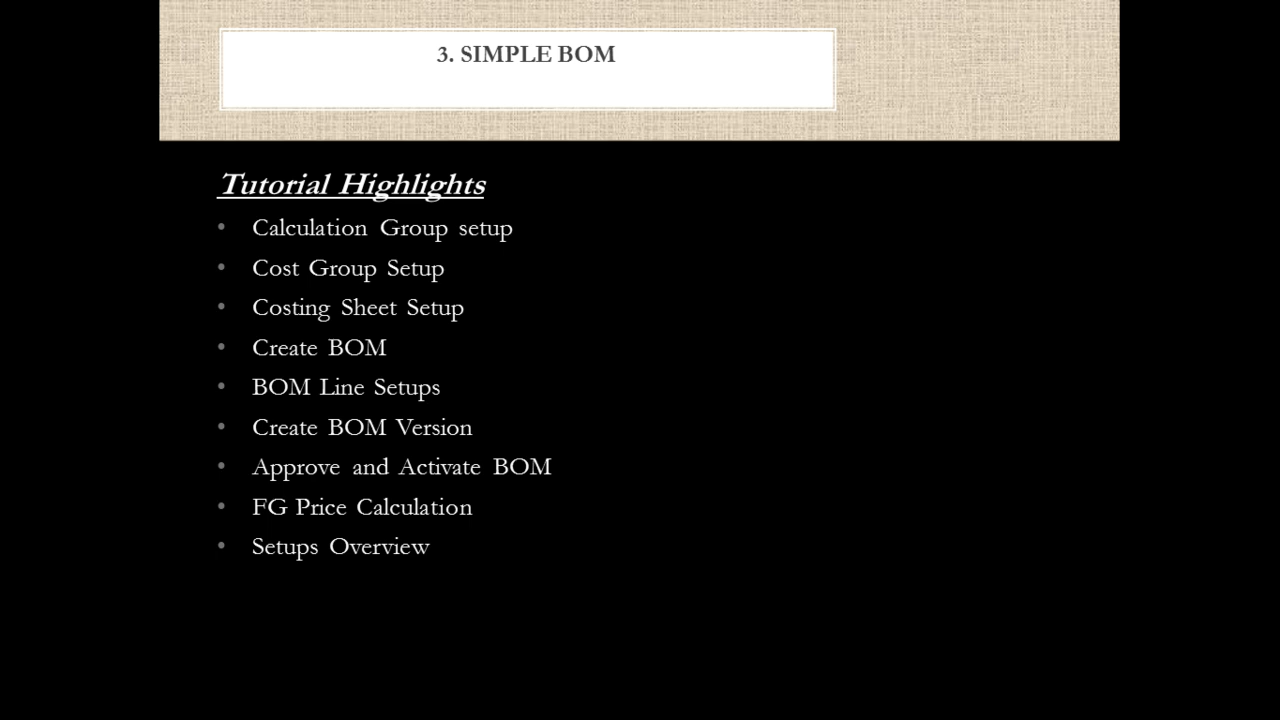 3. SIMPLE BOM
Tutorial Highlights
• Calculation Group setup
• Cost Group Setup
• Costing Sheet Setup
• Create BOM
• BOM Line Setups
• Create BOM Version
• Approve and Activate BOM
• FG Price Calculation
• Setups Overview